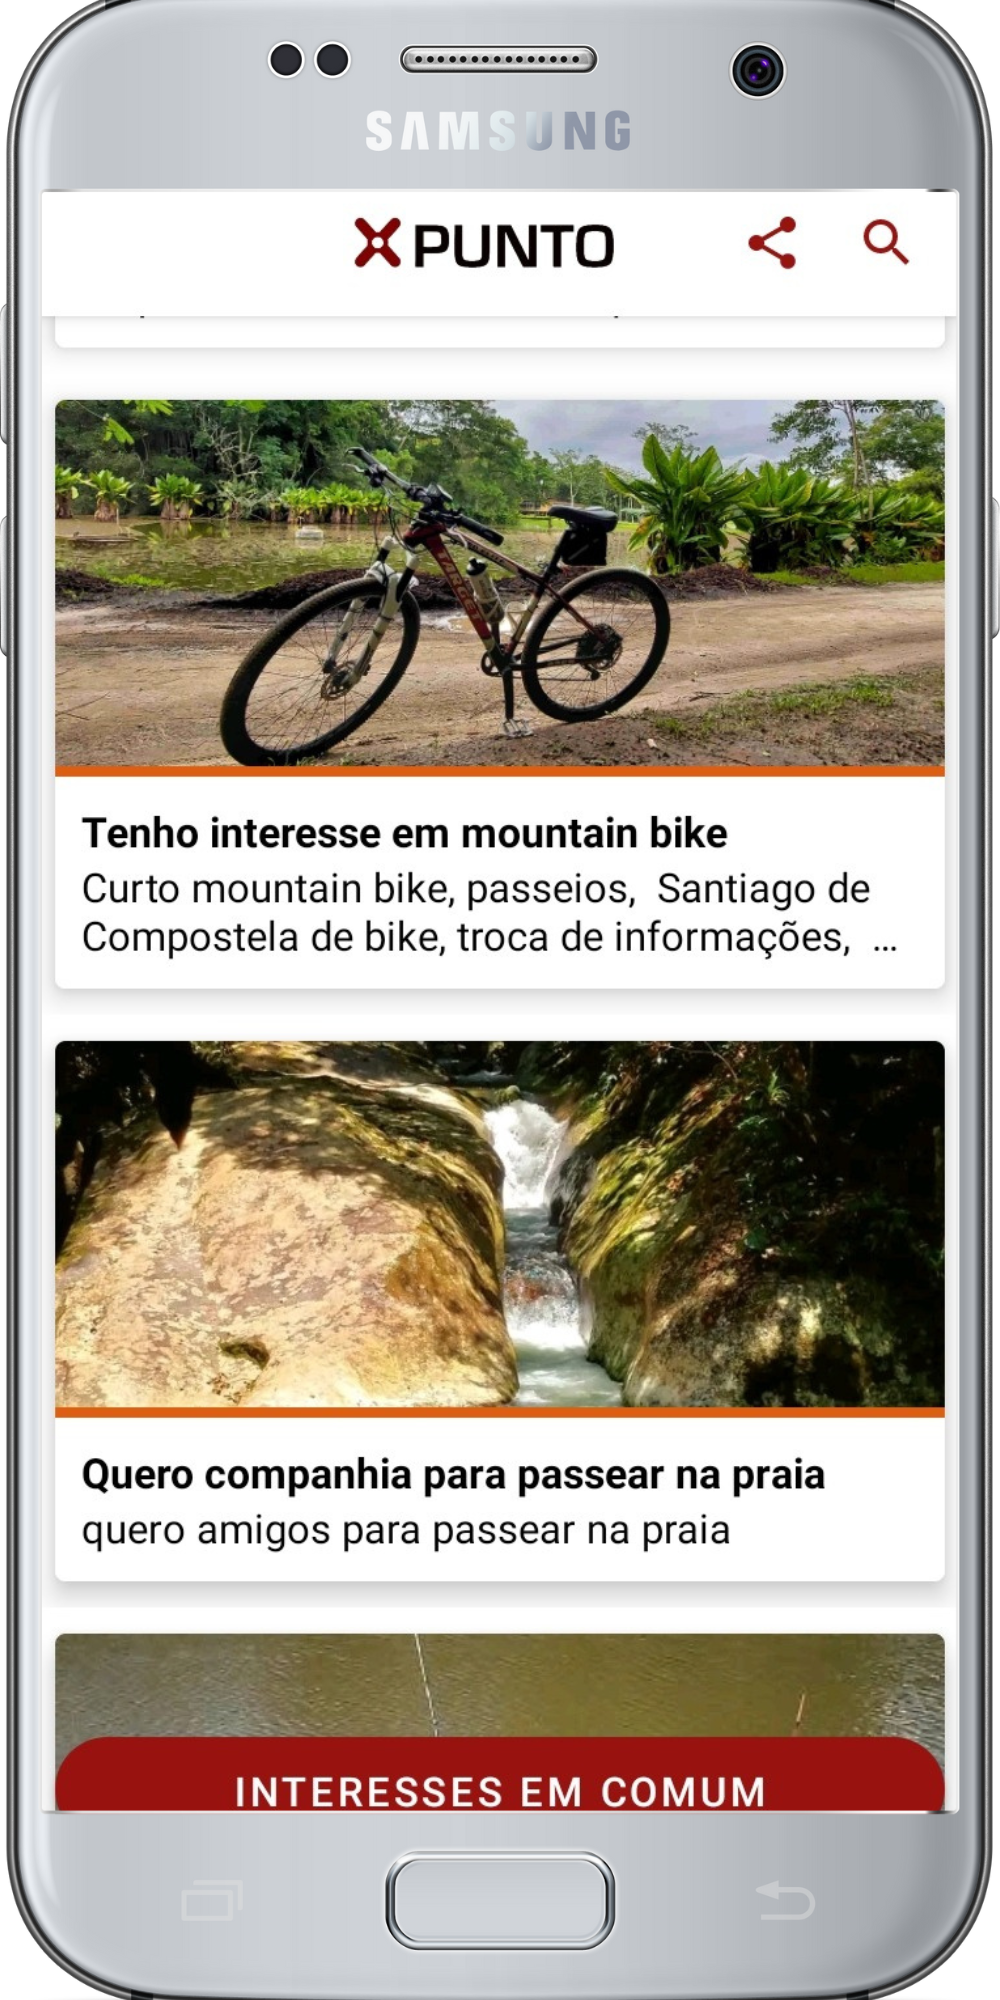 SAMSUNG
XPUNTO
Tenho interesse em mountain bike
Curto mountain bike, passeios,  Santiago de
Compostela de bike, troca de informações,  ...
Quero companhia para passear na praia
quero amigos para passear na praia
INTERESSES EM COMUM